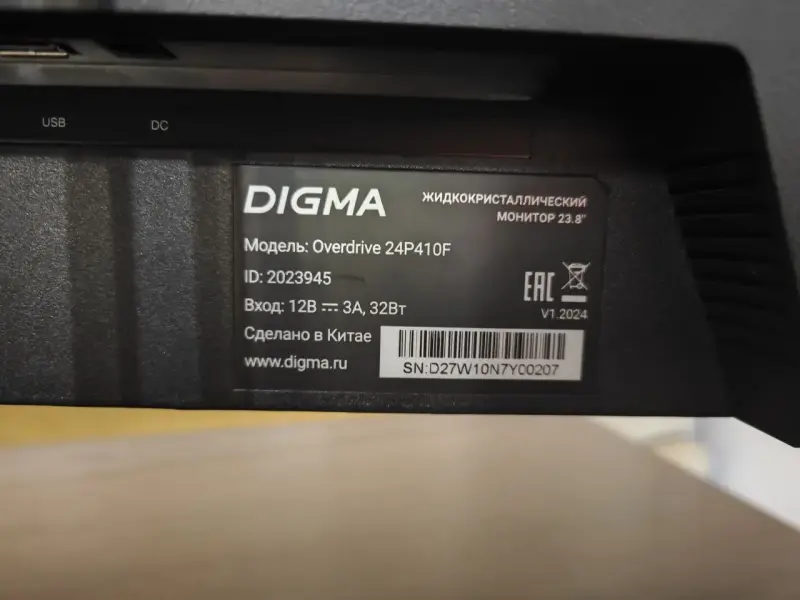 USB DC
DIGMA
ЖИДКОКРИСТАЛЛИЧЕСКИЙ
МОНИТОР 23.8"
Модель: Overdrive 24P410F
ID: 2023945
Вход: 12В ⎓ 3А, 32Вт
Сделано в Китае
www.digma.ru
EAC
V1.2024
SN:D27W10N7Y00207